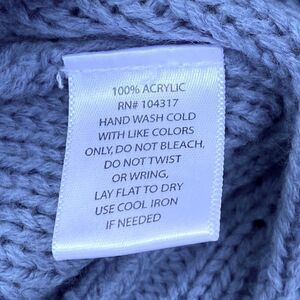 100% ACRYLIC
RN# 104317
HAND WASH COLD
WITH LIKE COLORS
ONLY, DO NOT BLEACH,
DO NOT TWIST
OR WRING,
LAY FLAT TO DRY
USE COOL IRON
IF NEEDED